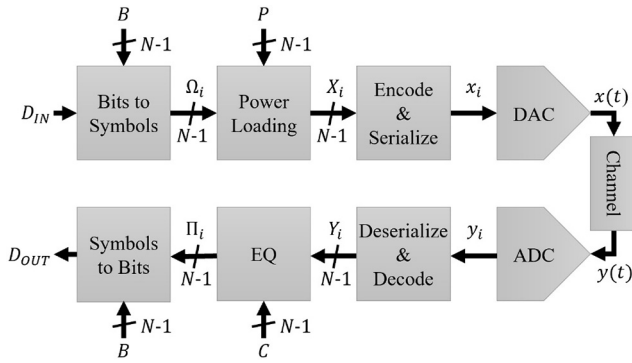 B
N-1
P
N-1
D_IN
Bits to
Symbols
Ω_i
N-1
Power
Loading
X_i
N-1
Encode
&
Serialize
x_i
DAC
x(t)
Channel
y(t)
ADC
y_i
Deserialize
&
Decode
Y_i
N-1
EQ
Π_i
N-1
Symbols
to Bits
D_OUT
B
N-1
C
N-1